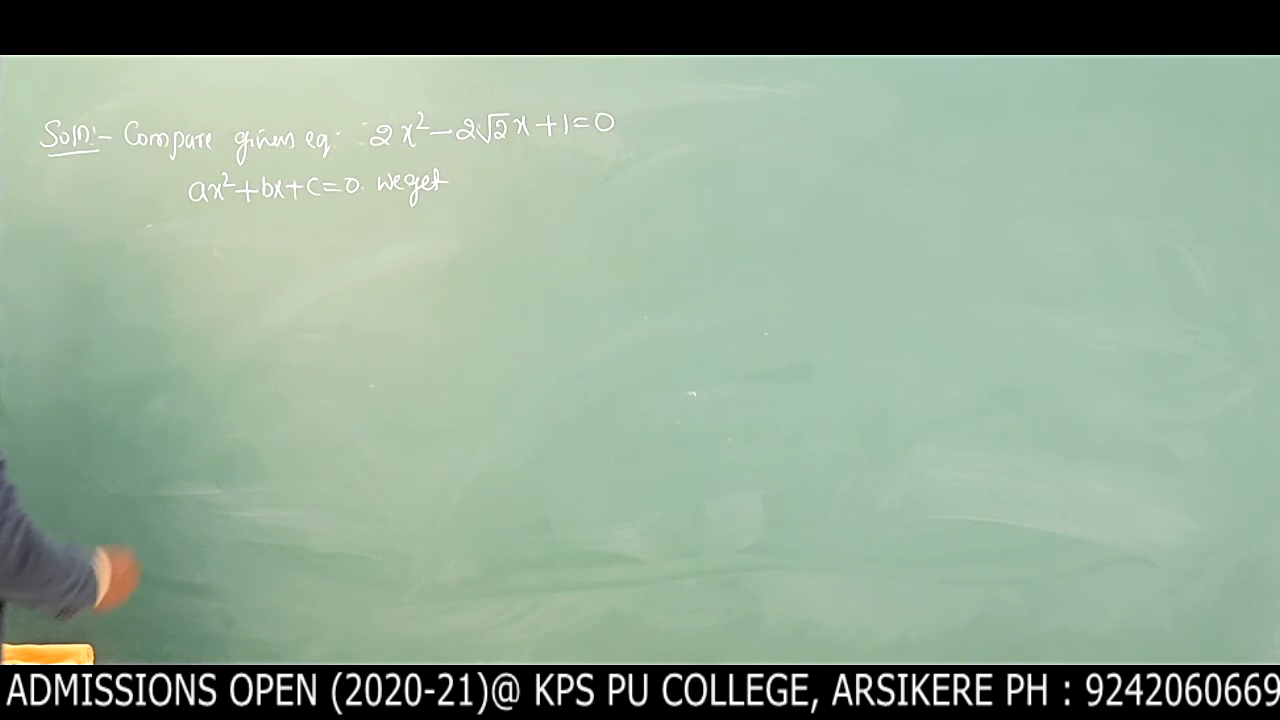 Soln:- Compare given eq: 2x² - 2√2x + 1 = 0
ax² + bx + c = 0. we get
ADMISSIONS OPEN (2020-21)@ KPS PU COLLEGE, ARSIKERE PH : 9242060669